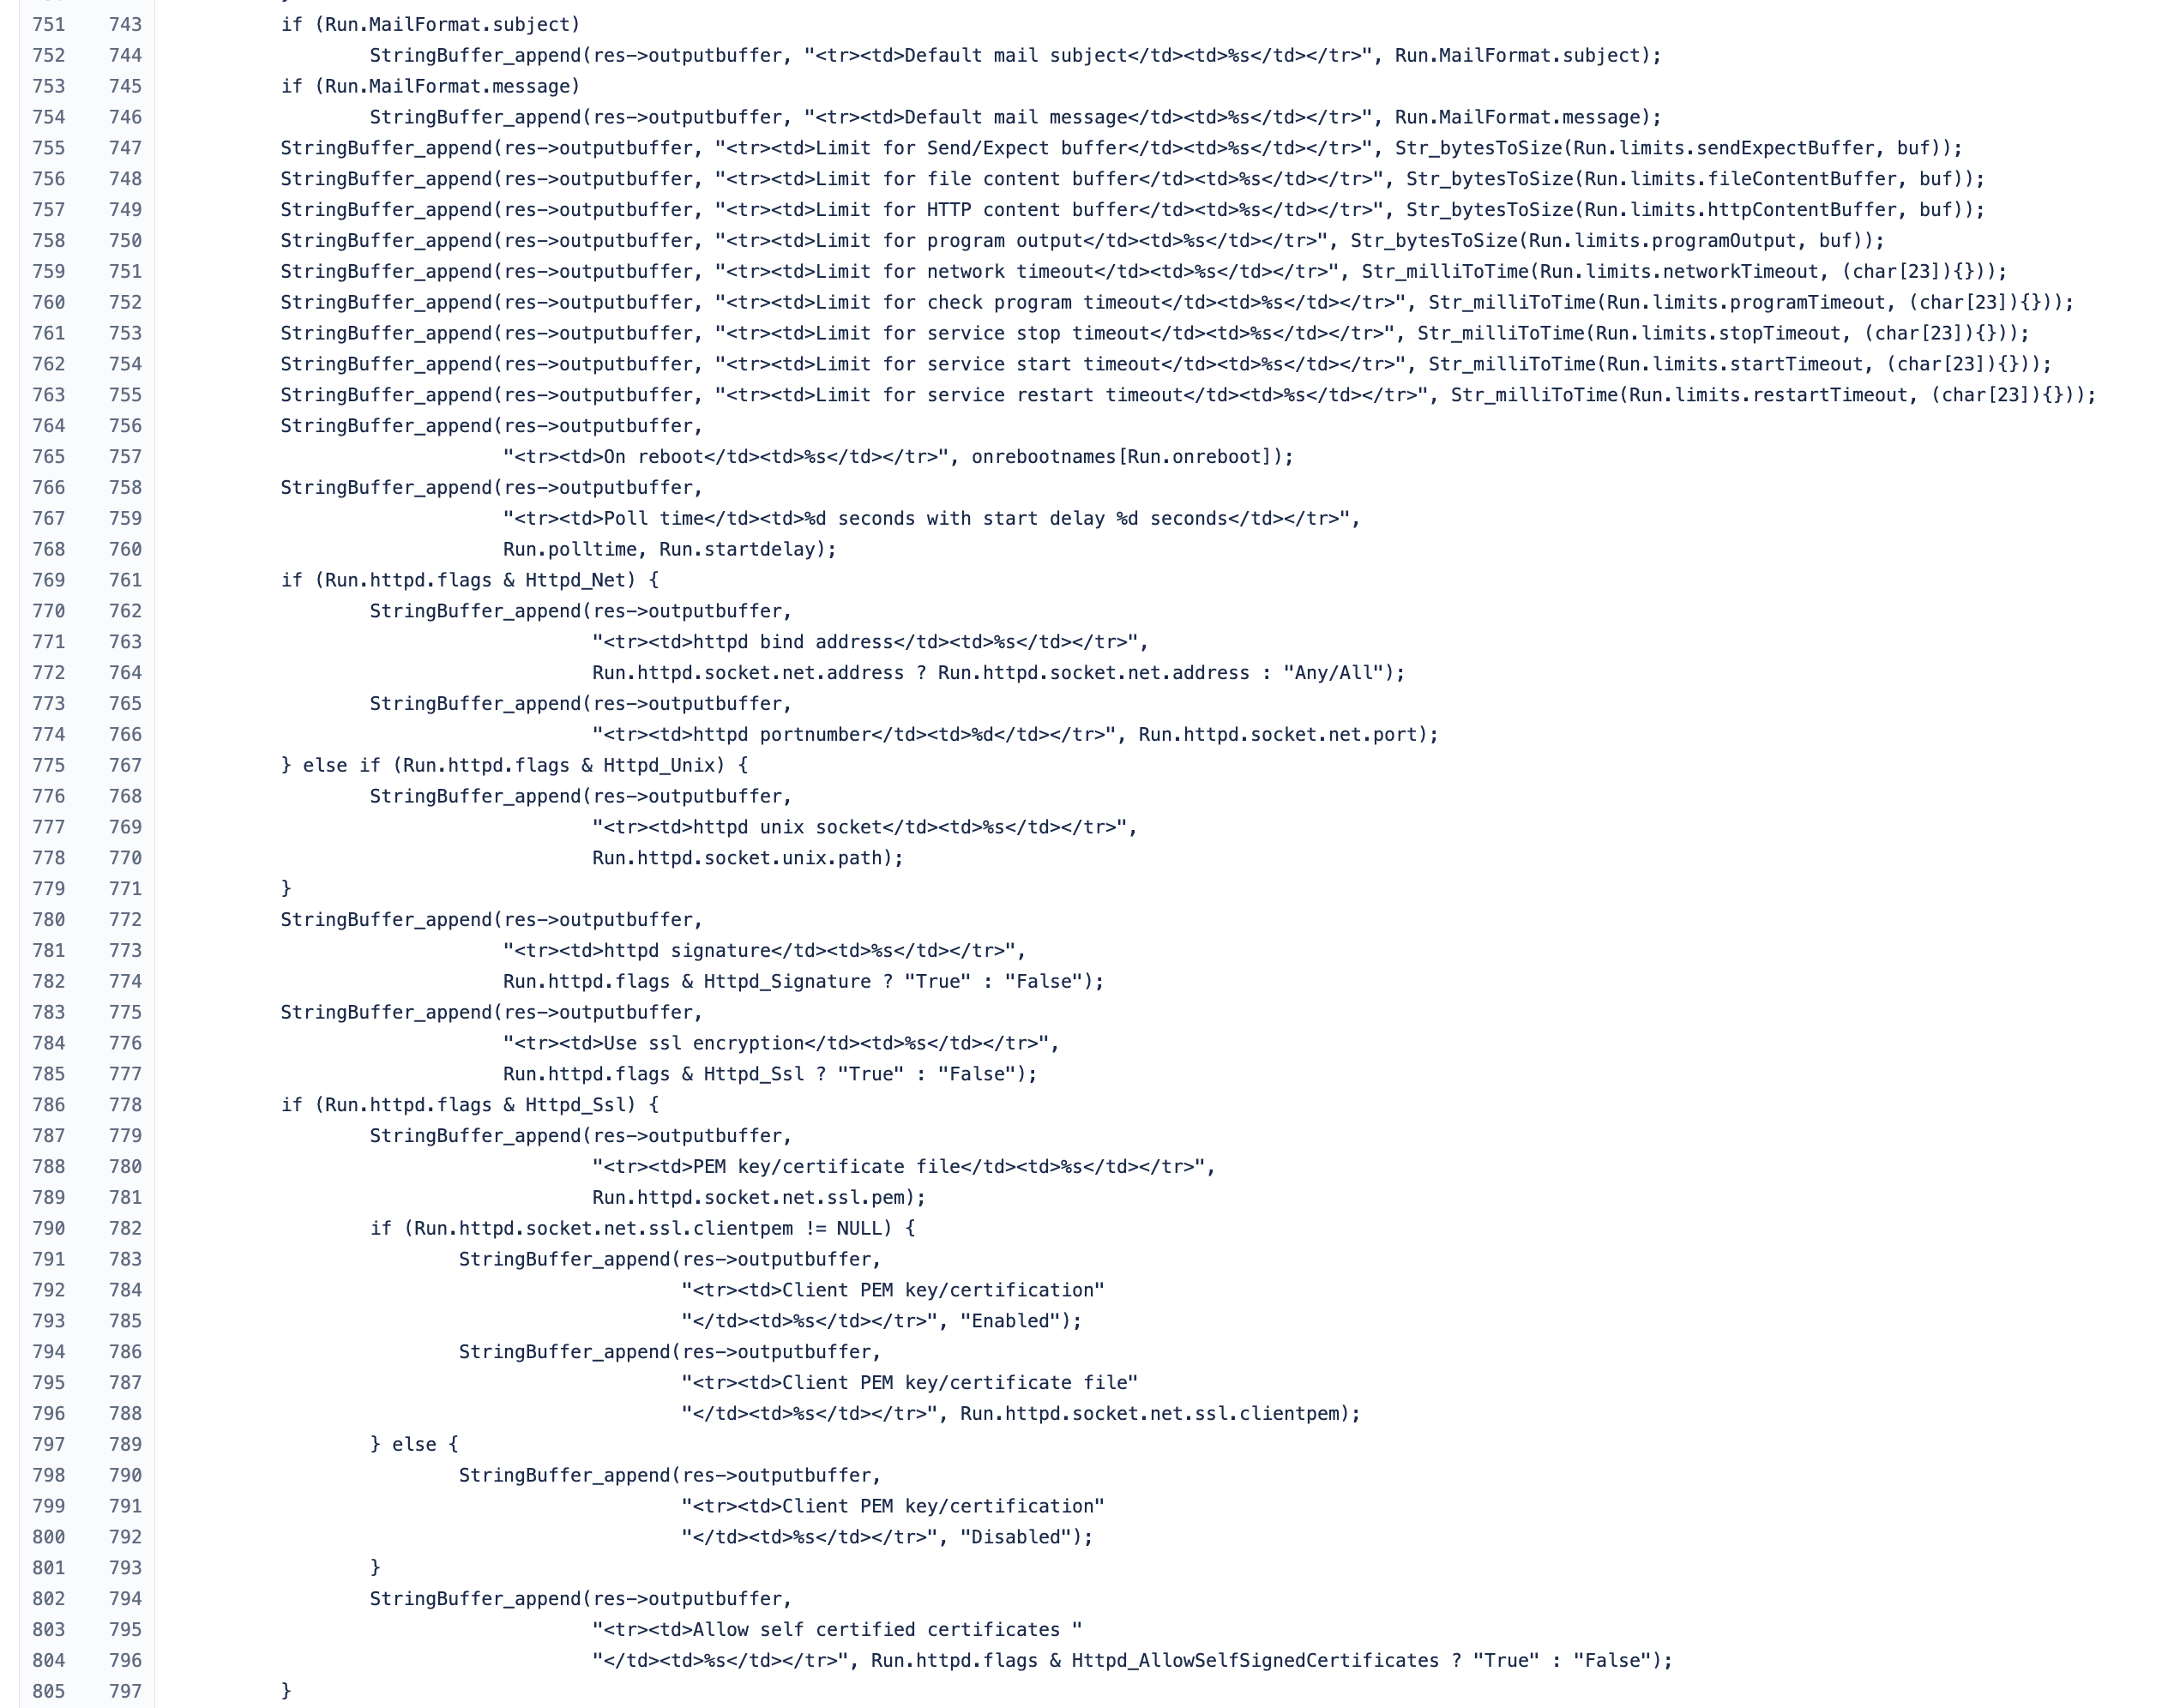 751 743 if (Run.MailFormat.subject)
752 744 StringBuffer_append(res->outputbuffer, "<tr><td>Default mail subject</td><td>%s</td></tr>", Run.MailFormat.subject);
753 745 if (Run.MailFormat.message)
754 746 StringBuffer_append(res->outputbuffer, "<tr><td>Default mail message</td><td>%s</td></tr>", Run.MailFormat.message);
755 747 StringBuffer_append(res->outputbuffer, "<tr><td>Limit for Send/Expect buffer</td><td>%s</td></tr>", Str_bytesToSize(Run.limits.sendExpectBuffer, buf));
756 748 StringBuffer_append(res->outputbuffer, "<tr><td>Limit for file content buffer</td><td>%s</td></tr>", Str_bytesToSize(Run.limits.fileContentBuffer, buf));
757 749 StringBuffer_append(res->outputbuffer, "<tr><td>Limit for HTTP content buffer</td><td>%s</td></tr>", Str_bytesToSize(Run.limits.httpContentBuffer, buf));
758 750 StringBuffer_append(res->outputbuffer, "<tr><td>Limit for program output</td><td>%s</td></tr>", Str_bytesToSize(Run.limits.programOutput, buf));
759 751 StringBuffer_append(res->outputbuffer, "<tr><td>Limit for network timeout</td><td>%s</td></tr>", Str_milliToTime(Run.limits.networkTimeout, (char[23]){}));
760 752 StringBuffer_append(res->outputbuffer, "<tr><td>Limit for check program timeout</td><td>%s</td></tr>", Str_milliToTime(Run.limits.programTimeout, (char[23]){}));
761 753 StringBuffer_append(res->outputbuffer, "<tr><td>Limit for service stop timeout</td><td>%s</td></tr>", Str_milliToTime(Run.limits.stopTimeout, (char[23]){}));
762 754 StringBuffer_append(res->outputbuffer, "<tr><td>Limit for service start timeout</td><td>%s</td></tr>", Str_milliToTime(Run.limits.startTimeout, (char[23]){}));
763 755 StringBuffer_append(res->outputbuffer, "<tr><td>Limit for service restart timeout</td><td>%s</td></tr>", Str_milliToTime(Run.limits.restartTimeout, (char[23]){}));
764 756 StringBuffer_append(res->outputbuffer,
765 757 "<tr><td>On reboot</td><td>%s</td></tr>", onrebootnames[Run.onreboot]);
766 758 StringBuffer_append(res->outputbuffer,
767 759 "<tr><td>Poll time</td><td>%d seconds with start delay %d seconds</td></tr>",
768 760 Run.polltime, Run.startdelay);
769 761 if (Run.httpd.flags & Httpd_Net) {
770 762 StringBuffer_append(res->outputbuffer,
771 763 "<tr><td>httpd bind address</td><td>%s</td></tr>",
772 764 Run.httpd.socket.net.address ? Run.httpd.socket.net.address : "Any/All");
773 765 StringBuffer_append(res->outputbuffer,
774 766 "<tr><td>httpd portnumber</td><td>%d</td></tr>", Run.httpd.socket.net.port);
775 767 } else if (Run.httpd.flags & Httpd_Unix) {
776 768 StringBuffer_append(res->outputbuffer,
777 769 "<tr><td>httpd unix socket</td><td>%s</td></tr>",
778 770 Run.httpd.socket.unix.path);
779 771 }
780 772 StringBuffer_append(res->outputbuffer,
781 773 "<tr><td>httpd signature</td><td>%s</td></tr>",
782 774 Run.httpd.flags & Httpd_Signature ? "True" : "False");
783 775 StringBuffer_append(res->outputbuffer,
784 776 "<tr><td>Use ssl encryption</td><td>%s</td></tr>",
785 777 Run.httpd.flags & Httpd_Ssl ? "True" : "False");
786 778 if (Run.httpd.flags & Httpd_Ssl) {
787 779 StringBuffer_append(res->outputbuffer,
788 780 "<tr><td>PEM key/certificate file</td><td>%s</td></tr>",
789 781 Run.httpd.socket.net.ssl.pem);
790 782 if (Run.httpd.socket.net.ssl.clientpem != NULL) {
791 783 StringBuffer_append(res->outputbuffer,
792 784 "<tr><td>Client PEM key/certification"
793 785 "</td><td>%s</td></tr>", "Enabled");
794 786 StringBuffer_append(res->outputbuffer,
795 787 "<tr><td>Client PEM key/certificate file"
796 788 "</td><td>%s</td></tr>", Run.httpd.socket.net.ssl.clientpem);
797 789 } else {
798 790 StringBuffer_append(res->outputbuffer,
799 791 "<tr><td>Client PEM key/certification"
800 792 "</td><td>%s</td></tr>", "Disabled");
801 793 }
802 794 StringBuffer_append(res->outputbuffer,
803 795 "<tr><td>Allow self certified certificates "
804 796 "</td><td>%s</td></tr>", Run.httpd.flags & Httpd_AllowSelfSignedCertificates ? "True" : "False");
805 797 }